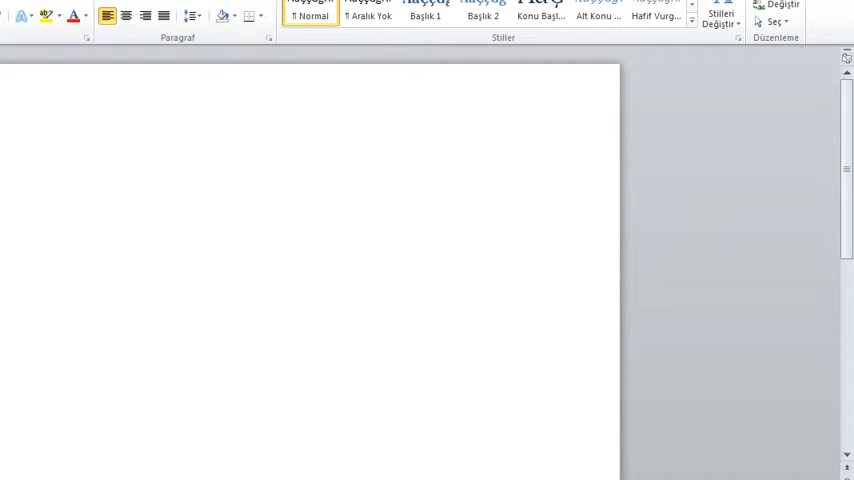 Değiştir
¶ Normal
¶ Aralık Yok
Başlık 1
Başlık 2
Konu Başl...
Alt Konu ...
Hafif Vurg...
Stilleri
Değiştir
Seç
Paragraf
Stiller
Düzenleme